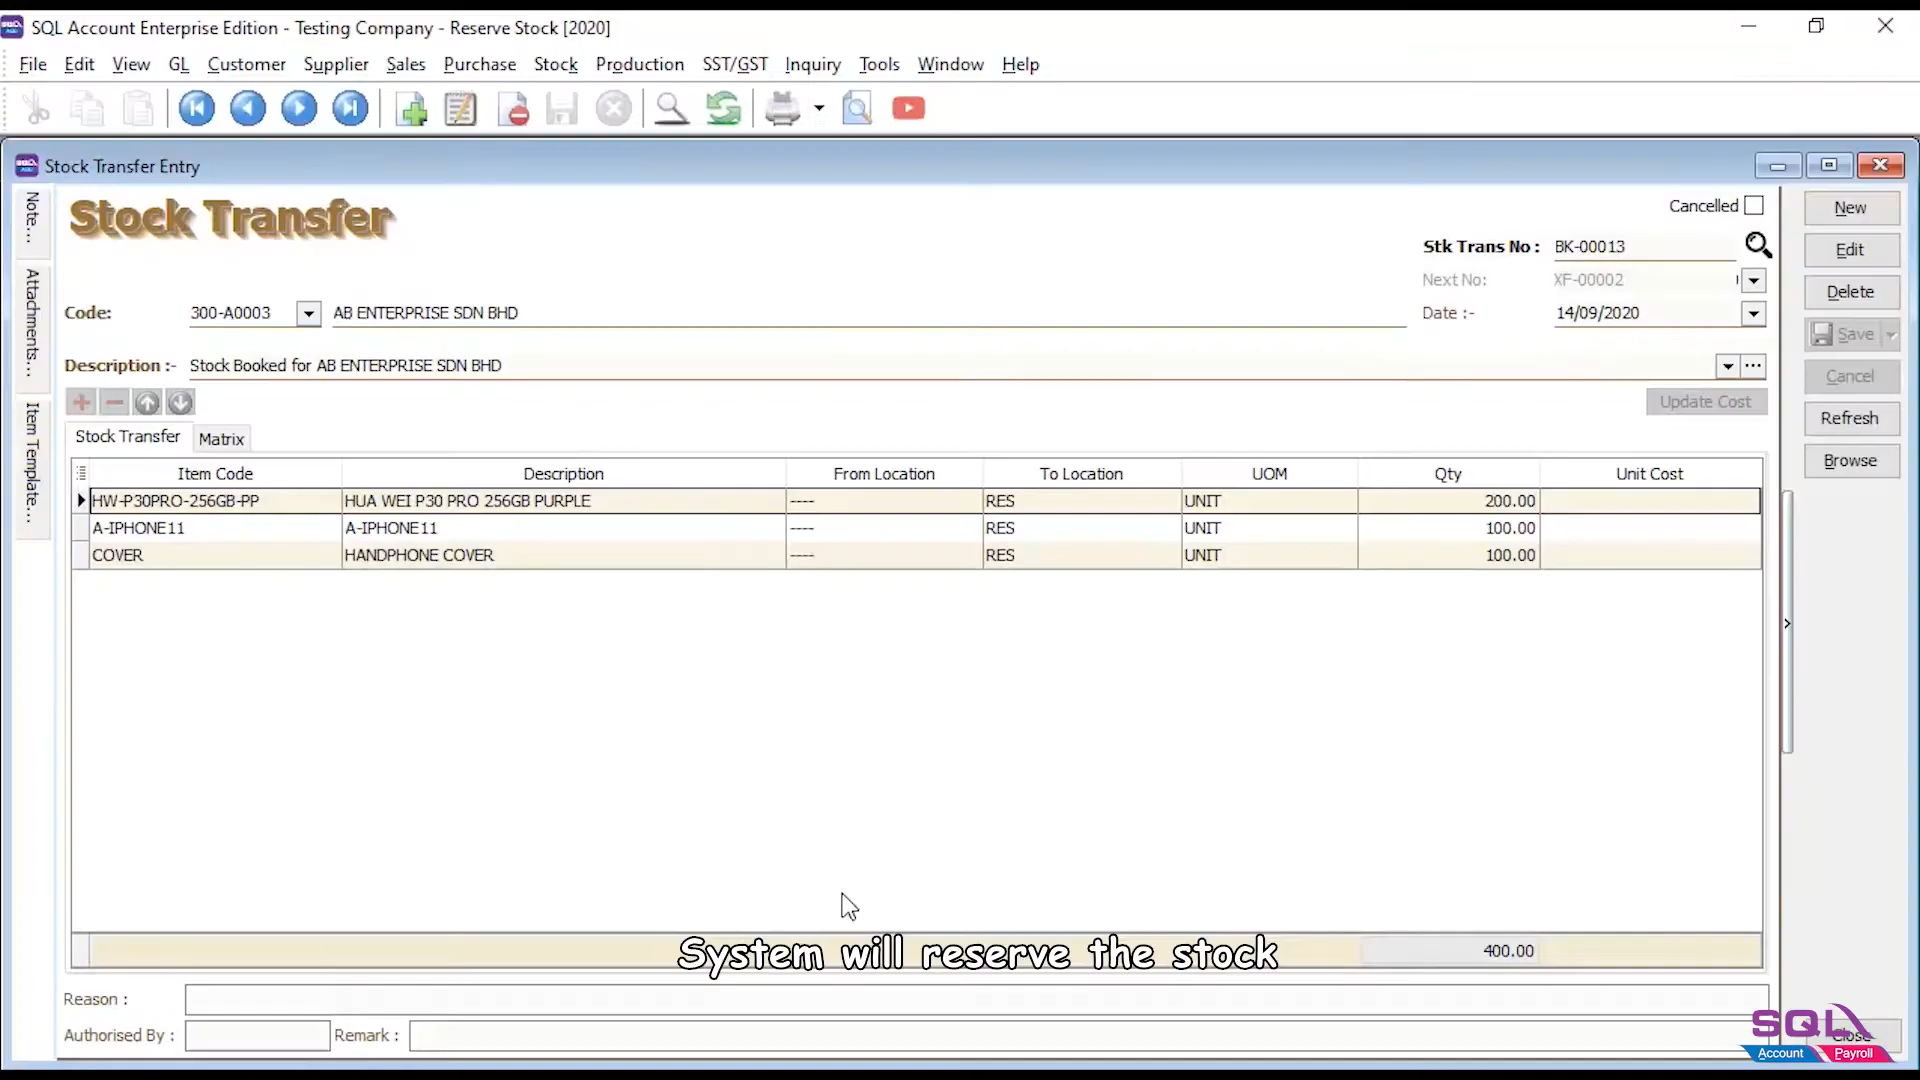 SQL Account Enterprise Edition - Testing Company - Reserve Stock [2020]
File Edit View GL Customer Supplier Sales Purchase Stock Production SST/GST Inquiry Tools Window Help
Stock Transfer Entry
Note...
Attachments...
Item Template...
Stock Transfer
Cancelled
Stk Trans No : BK-00013
Next No: XF-00002
Code: 300-A0003 AB ENTERPRISE SDN BHD
Date :- 14/09/2020
Description :- Stock Booked for AB ENTERPRISE SDN BHD
Update Cost
Stock Transfer Matrix
Item Code Description From Location To Location UOM Qty Unit Cost
HW-P30PRO-256GB-PP HUA WEI P30 PRO 256GB PURPLE ---- RES UNIT 200.00
A-IPHONE11 A-IPHONE11 ---- RES UNIT 100.00
COVER HANDPHONE COVER ---- RES UNIT 100.00
400.00
System will reserve the stock
Reason :
Authorised By : Remark :
New
Edit
Delete
Save
Cancel
Refresh
Browse
Close
SQL
Account Payroll